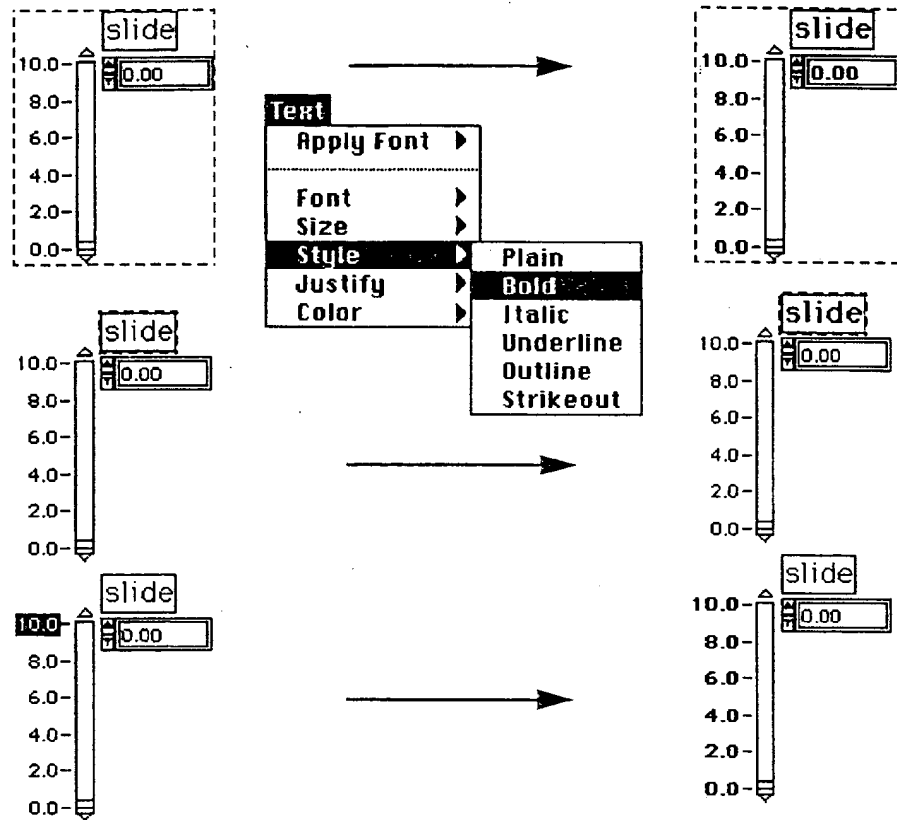 slide
10.0-
0.00
8.0-
6.0-
4.0-
2.0-
0.0-
Text
Apply Font
Font
Size
Style
Justify
Color
Plain
Bold
Italic
Underline
Outline
Strikeout
slide
10.0-
0.00
8.0-
6.0-
4.0-
2.0-
0.0-
slide
10.0-
0.00
8.0-
6.0-
4.0-
2.0-
0.0-
slide
10.0-
0.00
8.0-
6.0-
4.0-
2.0-
0.0-
slide
10.0-
0.00
8.0-
6.0-
4.0-
2.0-
0.0-
slide
10.0-
0.00
8.0-
6.0-
4.0-
2.0-
0.0-